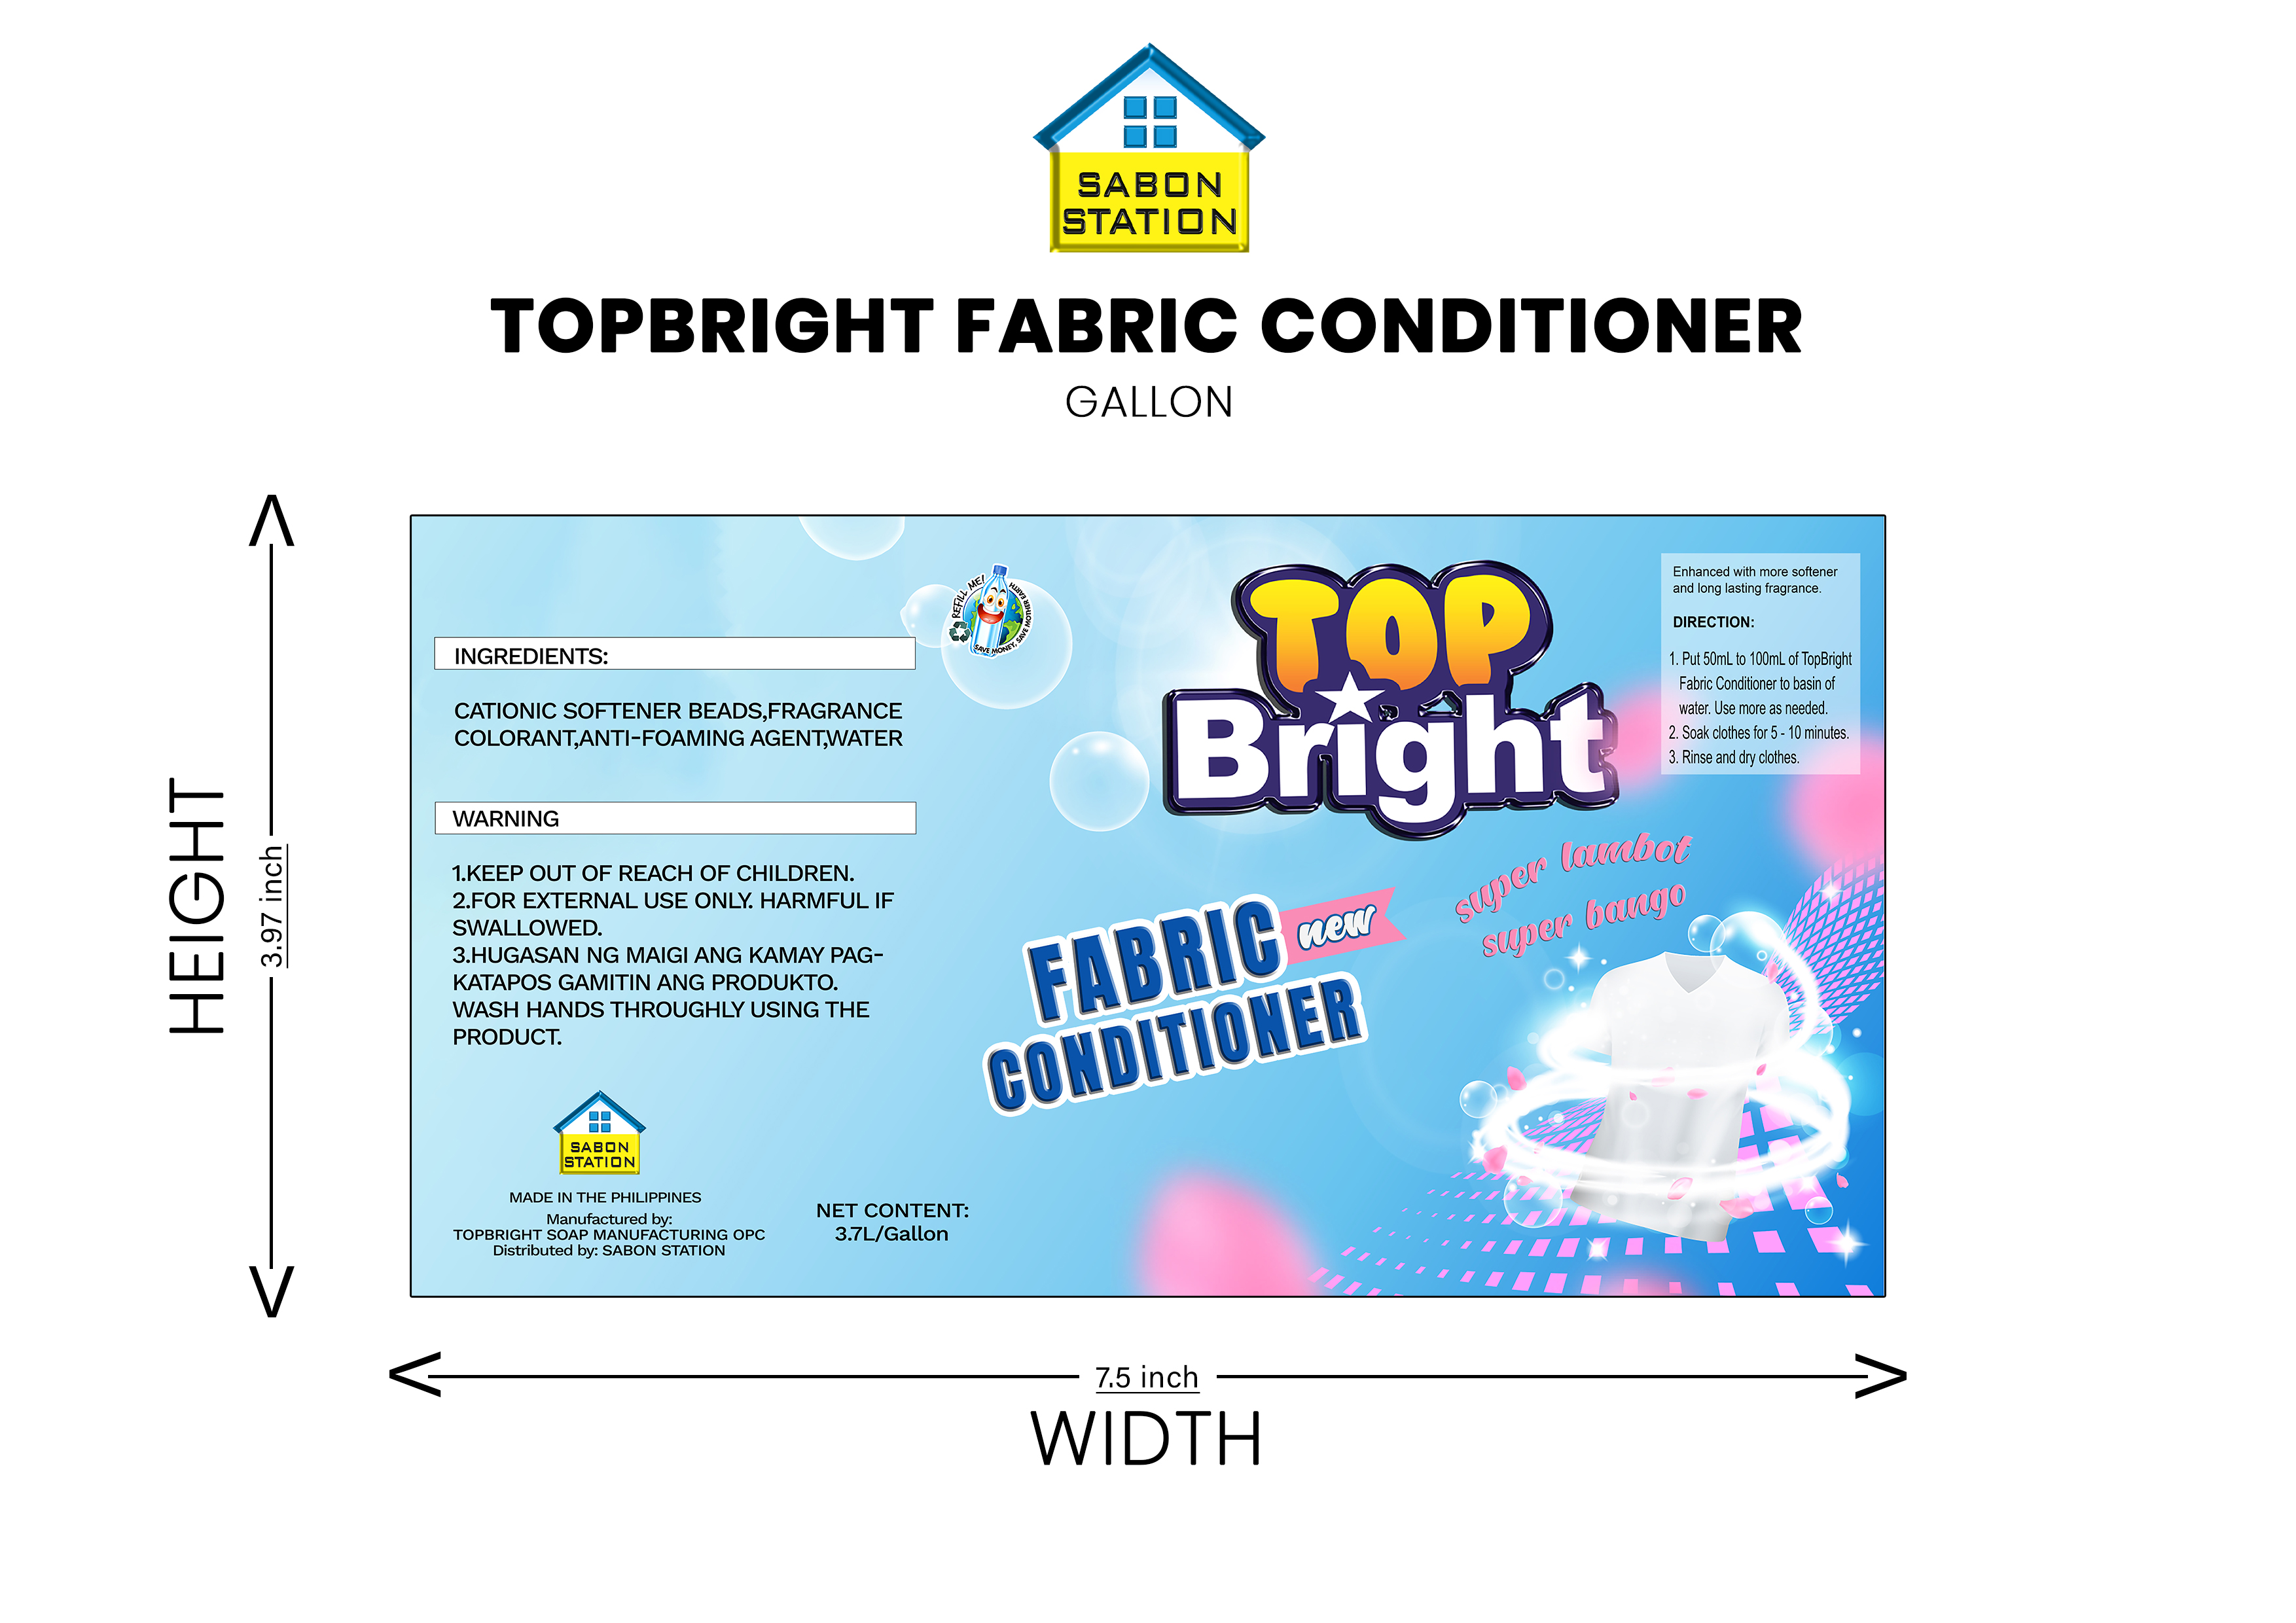 SABON
STATION
TOPBRIGHT FABRIC CONDITIONER
GALLON
HEIGHT
3.97 inch
INGREDIENTS:
CATIONIC SOFTENER BEADS,FRAGRANCE
COLORANT,ANTI-FOAMING AGENT,WATER
WARNING
1.KEEP OUT OF REACH OF CHILDREN.
2.FOR EXTERNAL USE ONLY. HARMFUL IF
SWALLOWED.
3.HUGASAN NG MAIGI ANG KAMAY PAG-
KATAPOS GAMITIN ANG PRODUKTO.
WASH HANDS THROUGHLY USING THE
PRODUCT.
SABON
STATION
MADE IN THE PHILIPPINES
Manufactured by:
TOPBRIGHT SOAP MANUFACTURING OPC
Distributed by: SABON STATION
NET CONTENT:
3.7L/Gallon
REFILL ME!
SAVE MONEY, SAVE MOTHER EARTH
TOP
Bright
FABRIC
new
CONDITIONER
super lambot
super bango
Enhanced with more softener
and long lasting fragrance.
DIRECTION:
1. Put 50mL to 100mL of TopBright
Fabric Conditioner to basin of
water. Use more as needed.
2. Soak clothes for 5 - 10 minutes.
3. Rinse and dry clothes.
7.5 inch
WIDTH